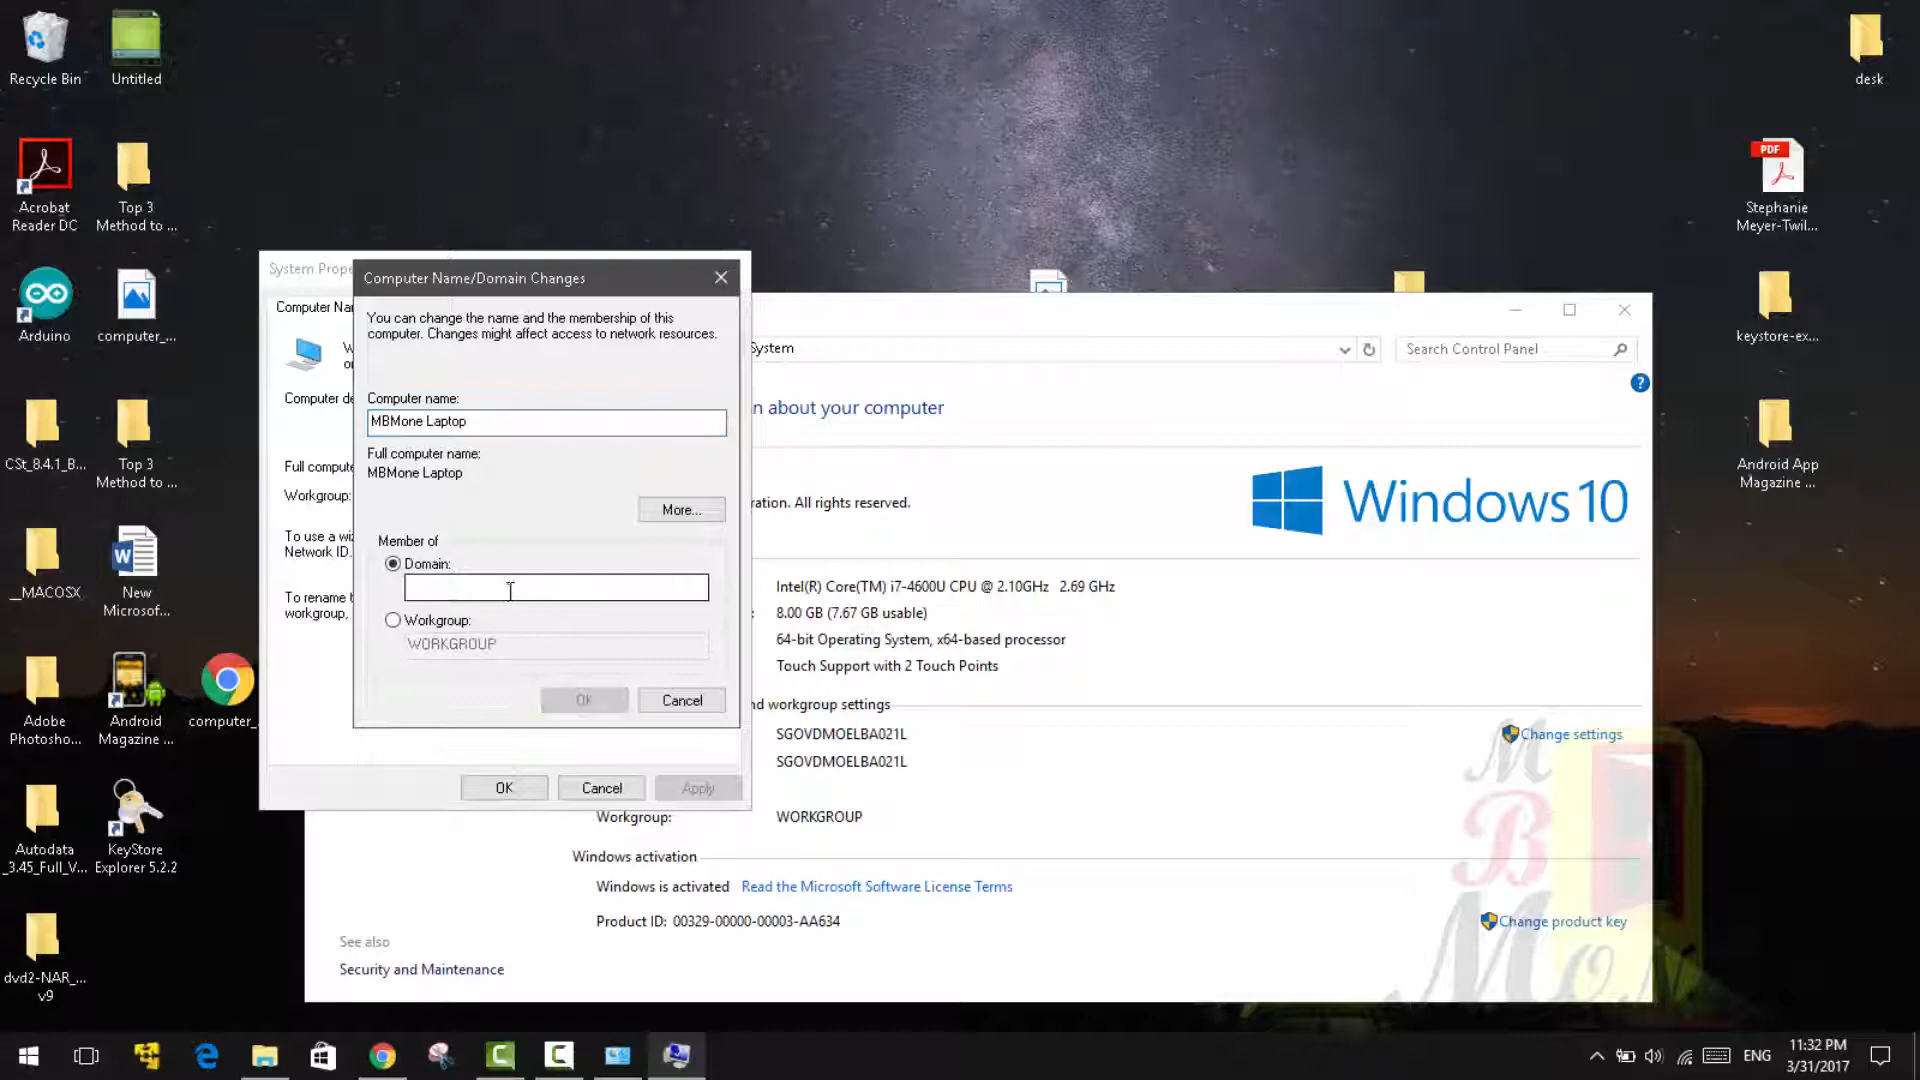 Recycle Bin
Untitled
desk
Acrobat
Reader DC
Top 3
Method to ...
PDF
Stephanie
Meyer-Twil...
Arduino
computer_...
keystore-ex...
CSt_8.4.1_B...
Top 3
Method to ...
Android App
Magazine ...
__MACOSX
New
Microsof...
Adobe
Photosho...
Android
Magazine ...
computer_
Autodata
_3.45_Full_V...
KeyStore
Explorer 5.2.2
dvd2-NAR_...
v9
System Prope
Computer Na
Computer de
Full compute
Workgroup:
To use a wi
Network ID.
To rename t
workgroup,
OK
Cancel
Apply
Computer Name/Domain Changes
You can change the name and the membership of this
computer. Changes might affect access to network resources.
Computer name:
MBMone Laptop
Full computer name:
MBMone Laptop
More...
Member of
Domain:
Workgroup:
WORKGROUP
OK
Cancel
System
Search Control Panel
?
n about your computer
ration. All rights reserved.
Windows 10
Intel(R) Core(TM) i7-4600U CPU @ 2.10GHz 2.69 GHz
8.00 GB (7.67 GB usable)
64-bit Operating System, x64-based processor
Touch Support with 2 Touch Points
nd workgroup settings
SGOVDMOELBA021L
Change settings
SGOVDMOELBA021L
Workgroup: WORKGROUP
Windows activation
Windows is activated Read the Microsoft Software License Terms
Product ID: 00329-00000-00003-AA634
Change product key
See also
Security and Maintenance
M
B
MoN
ENG
11:32 PM
3/31/2017